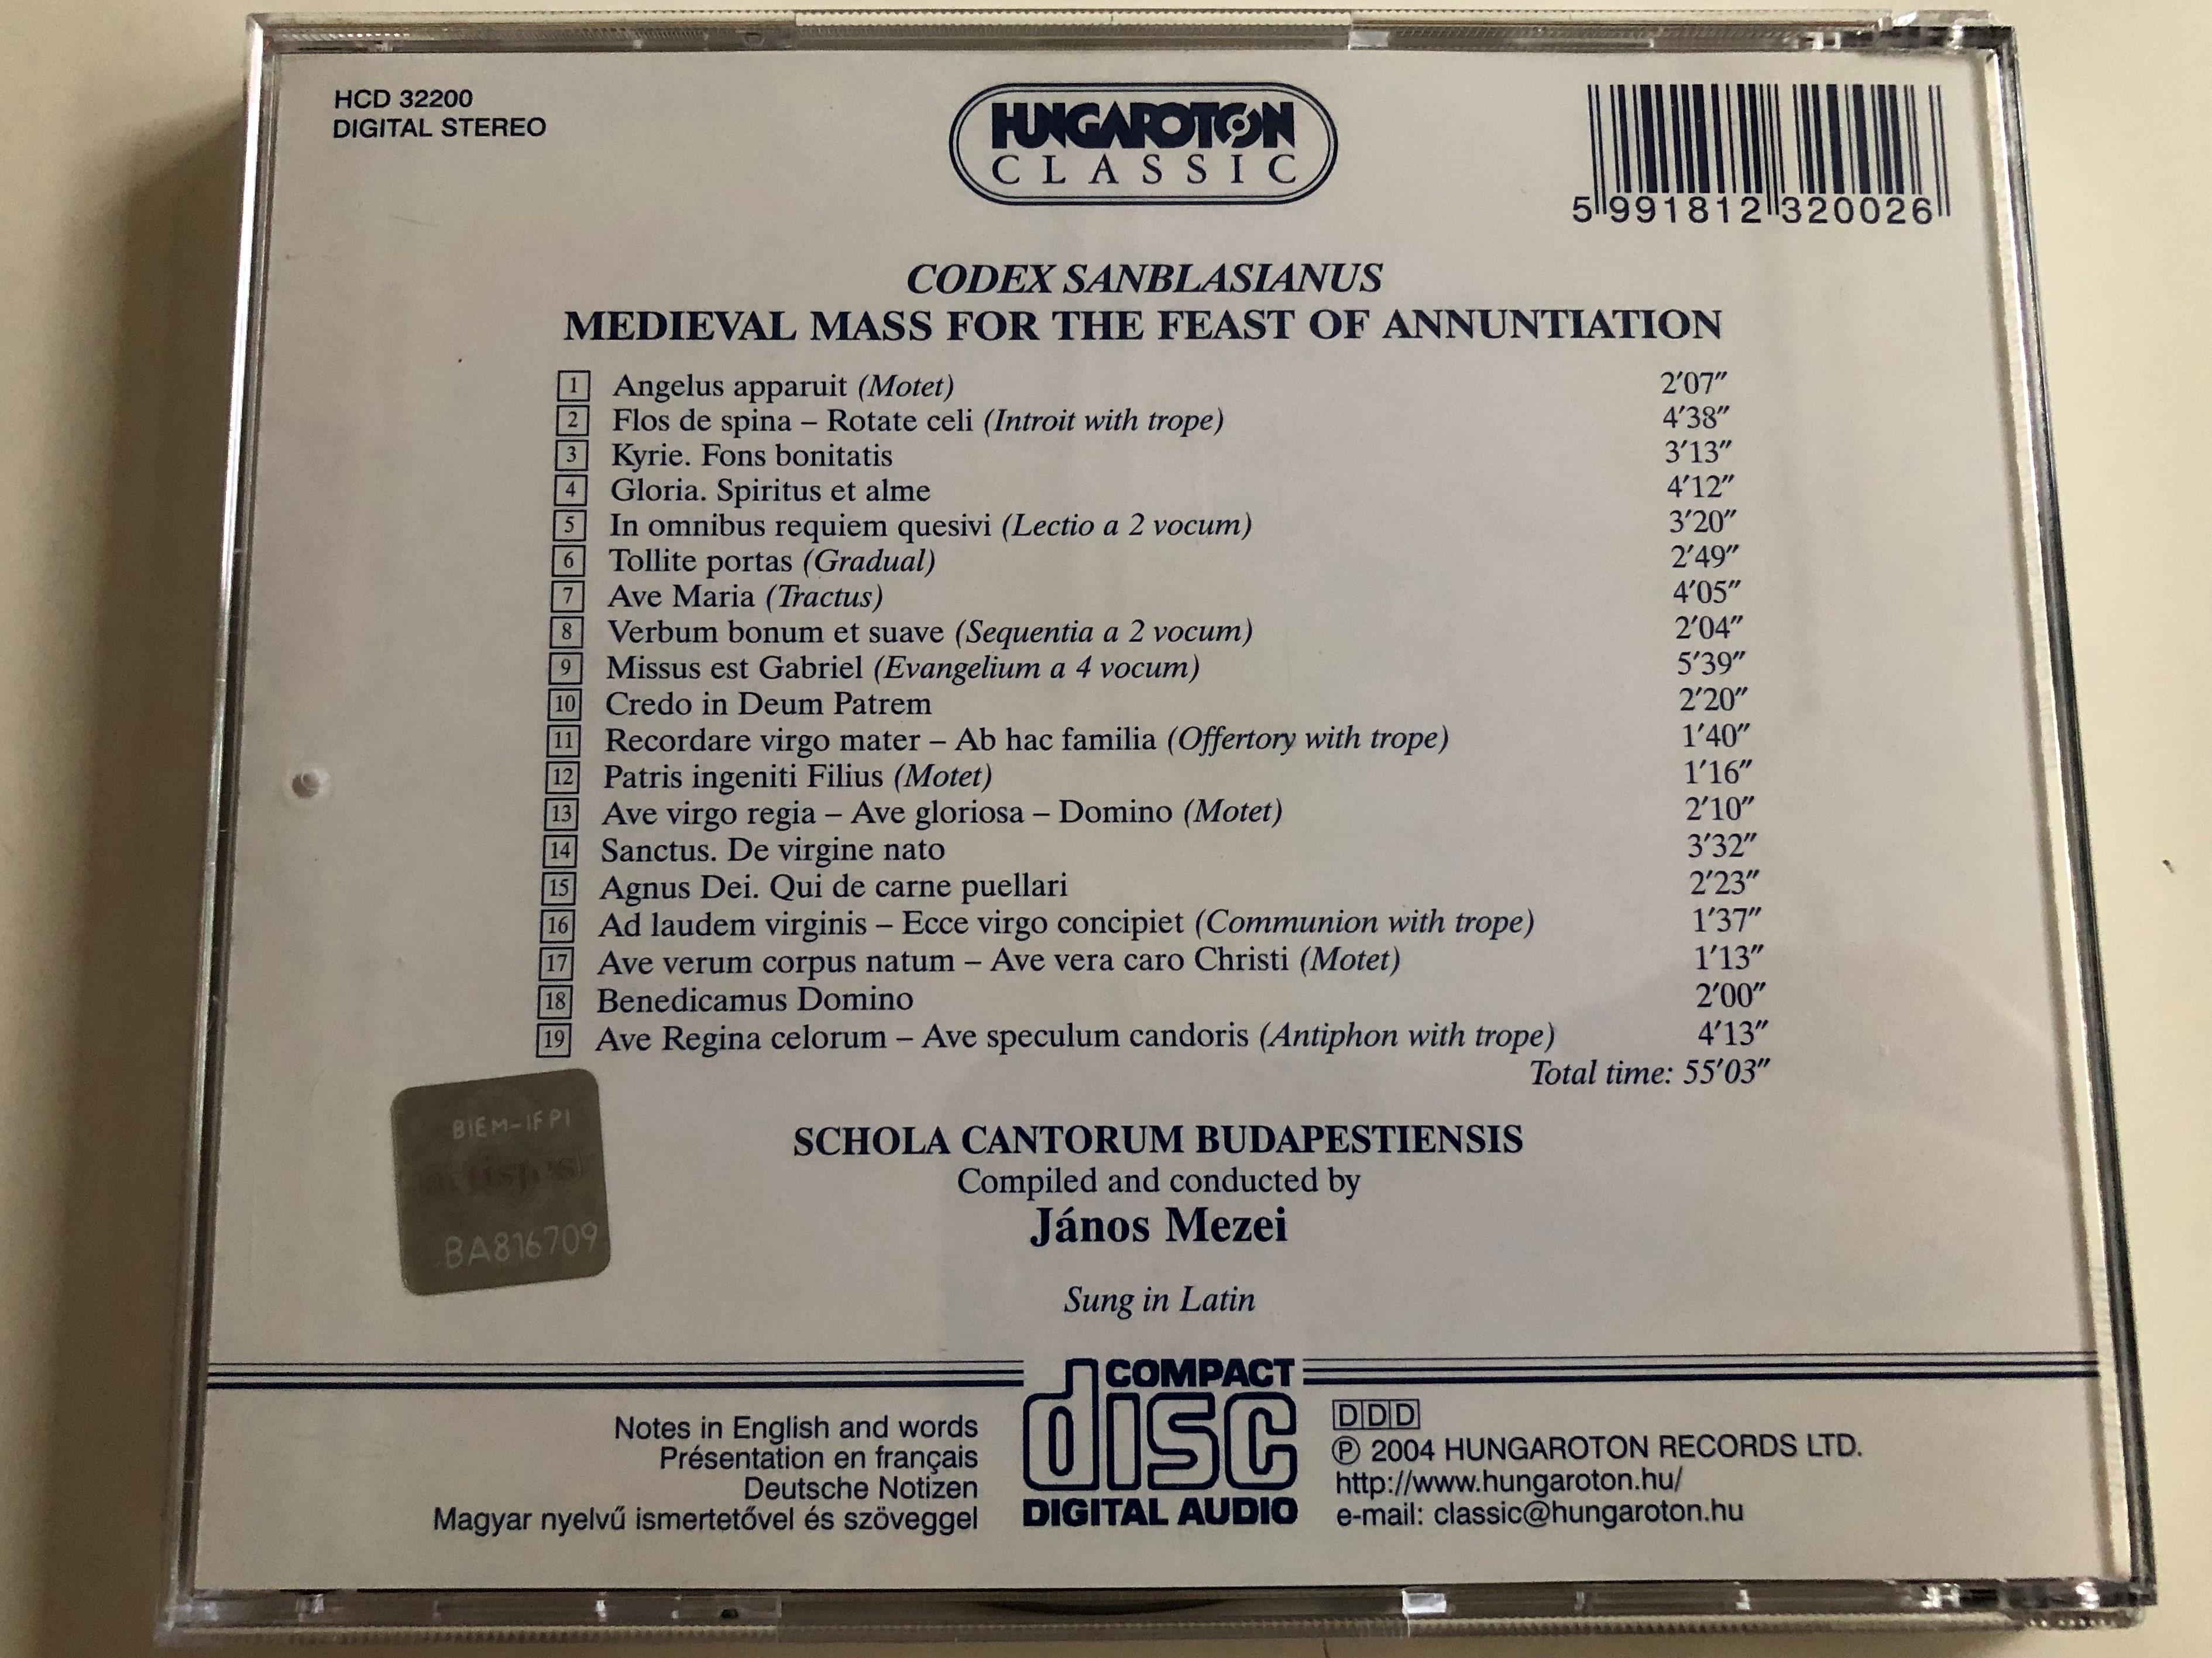 HCD 32200
DIGITAL STEREO
HUNGAROTON
CLASSIC
5 991812 320026
CODEX SANBLASIANUS
MEDIEVAL MASS FOR THE FEAST OF ANNUNTIATION
1 Angelus apparuit (Motet) 2′07″
2 Flos de spina – Rotate celi (Introit with trope) 4′38″
3 Kyrie. Fons bonitatis 3′13″
4 Gloria. Spiritus et alme 4′12″
5 In omnibus requiem quesivi (Lectio a 2 vocum) 3′20″
6 Tollite portas (Gradual) 2′49″
7 Ave Maria (Tractus) 4′05″
8 Verbum bonum et suave (Sequentia a 2 vocum) 2′04″
9 Missus est Gabriel (Evangelium a 4 vocum) 5′39″
10 Credo in Deum Patrem 2′20″
11 Recordare virgo mater – Ab hac familia (Offertory with trope) 1′40″
12 Patris ingeniti Filius (Motet) 1′16″
13 Ave virgo regia – Ave gloriosa – Domino (Motet) 2′10″
14 Sanctus. De virgine nato 3′32″
15 Agnus Dei. Qui de carne puellari 2′23″
16 Ad laudem virginis – Ecce virgo concipiet (Communion with trope) 1′37″
17 Ave verum corpus natum – Ave vera caro Christi (Motet) 1′13″
18 Benedicamus Domino 2′00″
19 Ave Regina celorum – Ave speculum candoris (Antiphon with trope) 4′13″
Total time: 55′03″
BIEM-IFPI
artisjus
BA816709
SCHOLA CANTORUM BUDAPESTIENSIS
Compiled and conducted by
János Mezei
Sung in Latin
Notes in English and words
Présentation en français
Deutsche Notizen
Magyar nyelvű ismertetővel és szöveggel
COMPACT
disc
DIGITAL AUDIO
DDD
℗ 2004 HUNGAROTON RECORDS LTD.
http://www.hungaroton.hu/
e-mail: classic@hungaroton.hu